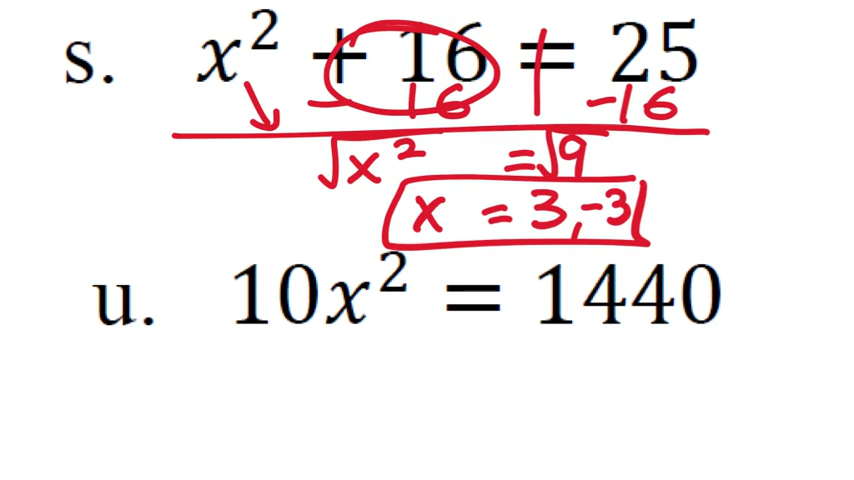 s. x² + 16 = 25
- 16 -16
√x² = √9
x = 3, -3
u. 10x² = 1440